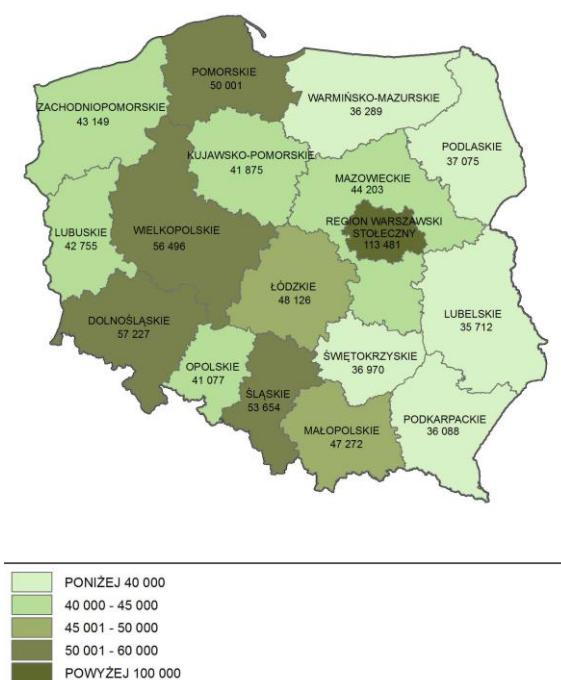 POMORSKIE
50 001
WARMIŃSKO-MAZURSKIE
36 289
ZACHODNIOPOMORSKIE
43 149
PODLASKIE
37 075
KUJAWSKO-POMORSKIE
41 875
MAZOWIECKIE
44 203
REGION WARSZAWSKI
STOŁECZNY
113 481
LUBUSKIE
42 755
WIELKOPOLSKIE
56 496
ŁÓDZKIE
48 126
LUBELSKIE
35 712
DOLNOŚLĄSKIE
57 227
OPOLSKIE
41 077
ŚWIĘTOKRZYSKIE
36 970
ŚLĄSKIE
53 654
MAŁOPOLSKIE
47 272
PODKARPACKIE
36 088
PONIŻEJ 40 000
40 000 - 45 000
45 001 - 50 000
50 001 - 60 000
POWYŻEJ 100 000